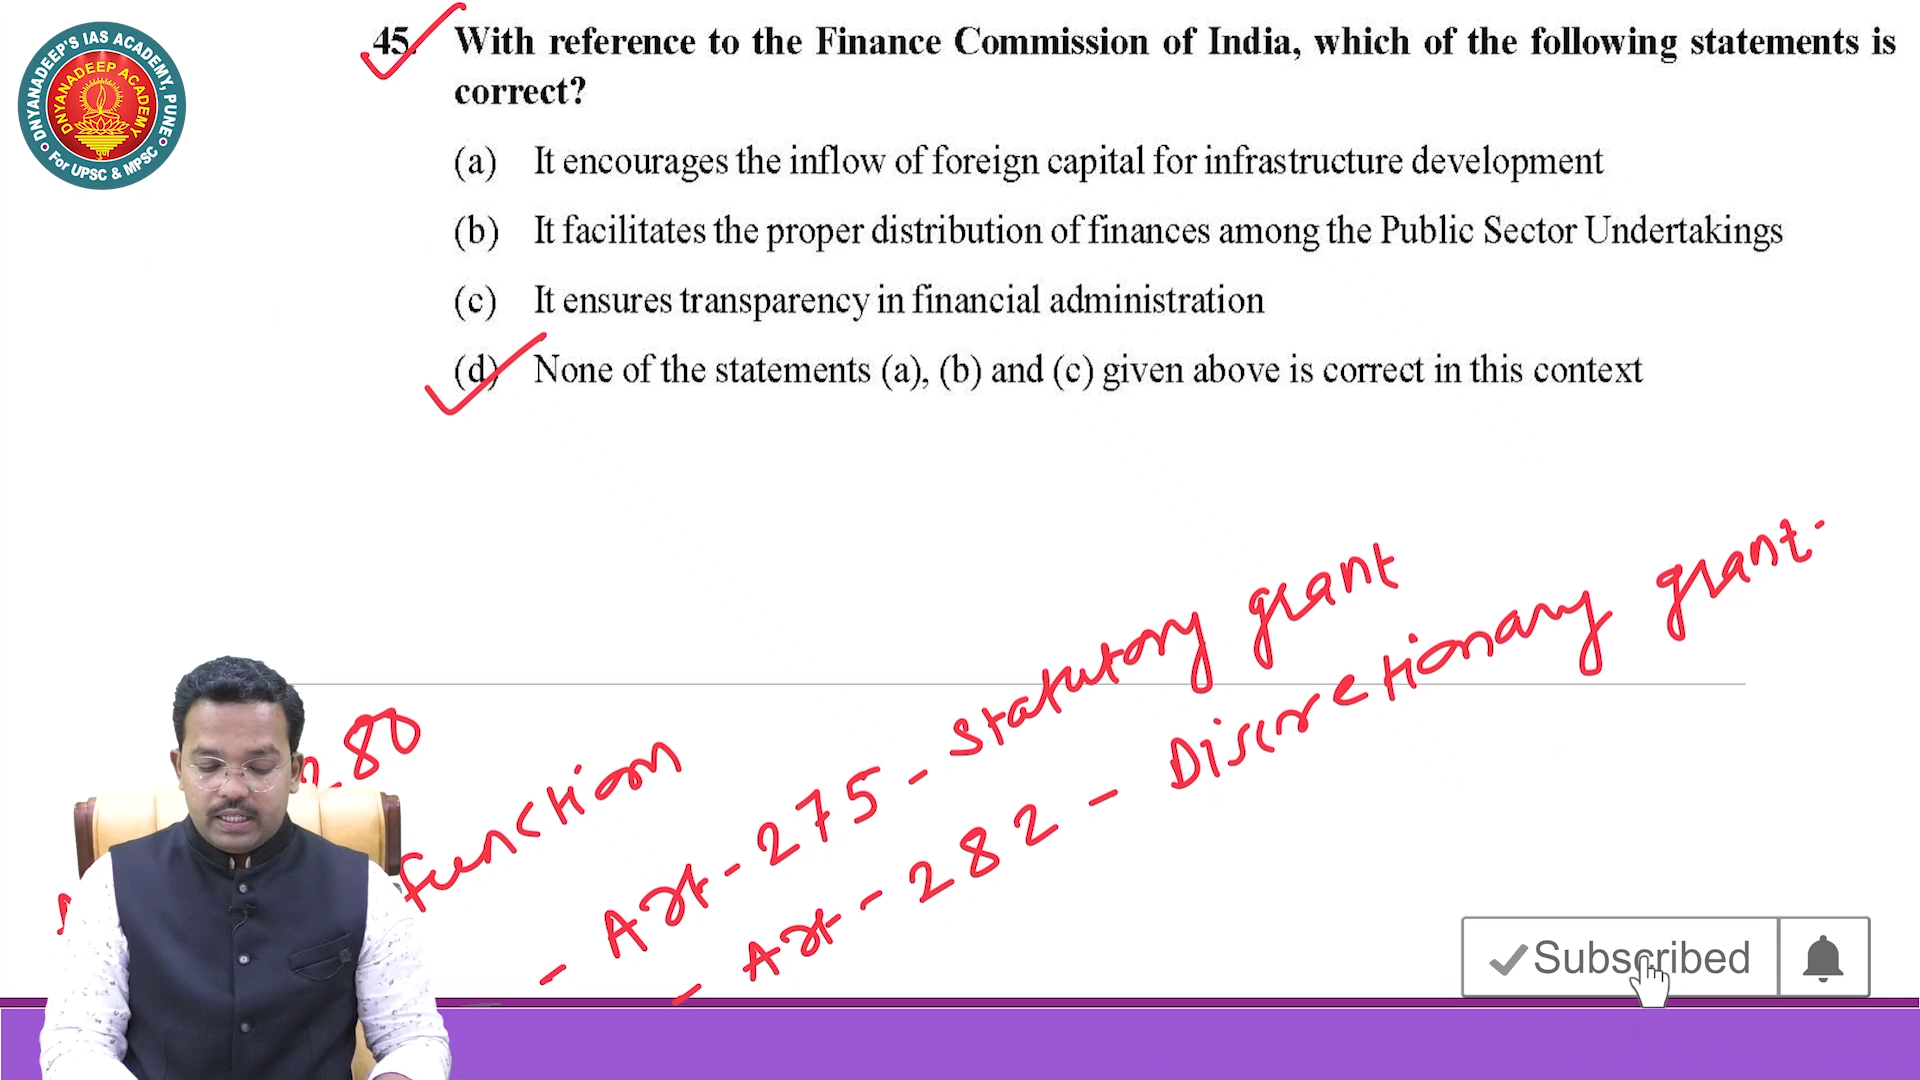 DNYANADEEP'S IAS ACADEMY, PUNE
DNYANADEEP ACADEMY
पुणे
For UPSC & MPSC
45. With reference to the Finance Commission of India, which of the following statements is
correct?
(a) It encourages the inflow of foreign capital for infrastructure development
(b) It facilitates the proper distribution of finances among the Public Sector Undertakings
(c) It ensures transparency in financial administration
(d) None of the statements (a), (b) and (c) given above is correct in this context
280
function
- Art - 275 - Statutory grant
- Art - 282 - Discretionary grant.
Subscribed